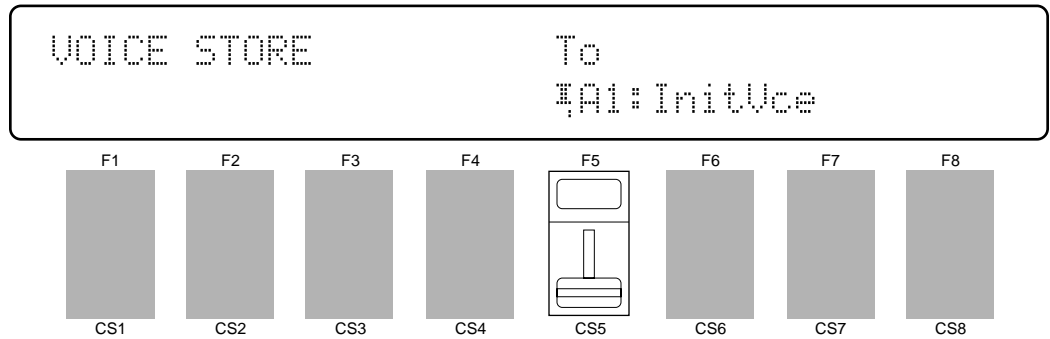 VOICE STORE To
A1:InitVce
F1 F2 F3 F4 F5 F6 F7 F8
CS1 CS2 CS3 CS4 CS5 CS6 CS7 CS8